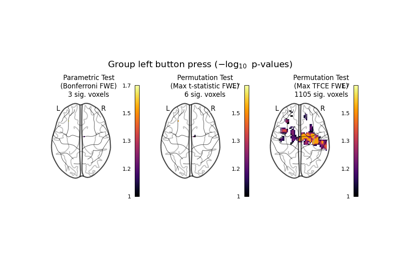 Group left button press (−log₁₀ p-values)
Parametric Test
(Bonferroni FWE)
3 sig. voxels
Permutation Test
(Max t-statistic FWE)
6 sig. voxels
Permutation Test
(Max TFCE FWE)
1105 sig. voxels
L R
1.7
1.5
1.3
1.2
1
L R
1.7
1.5
1.3
1.2
1
L R
1.7
1.5
1.3
1.2
1